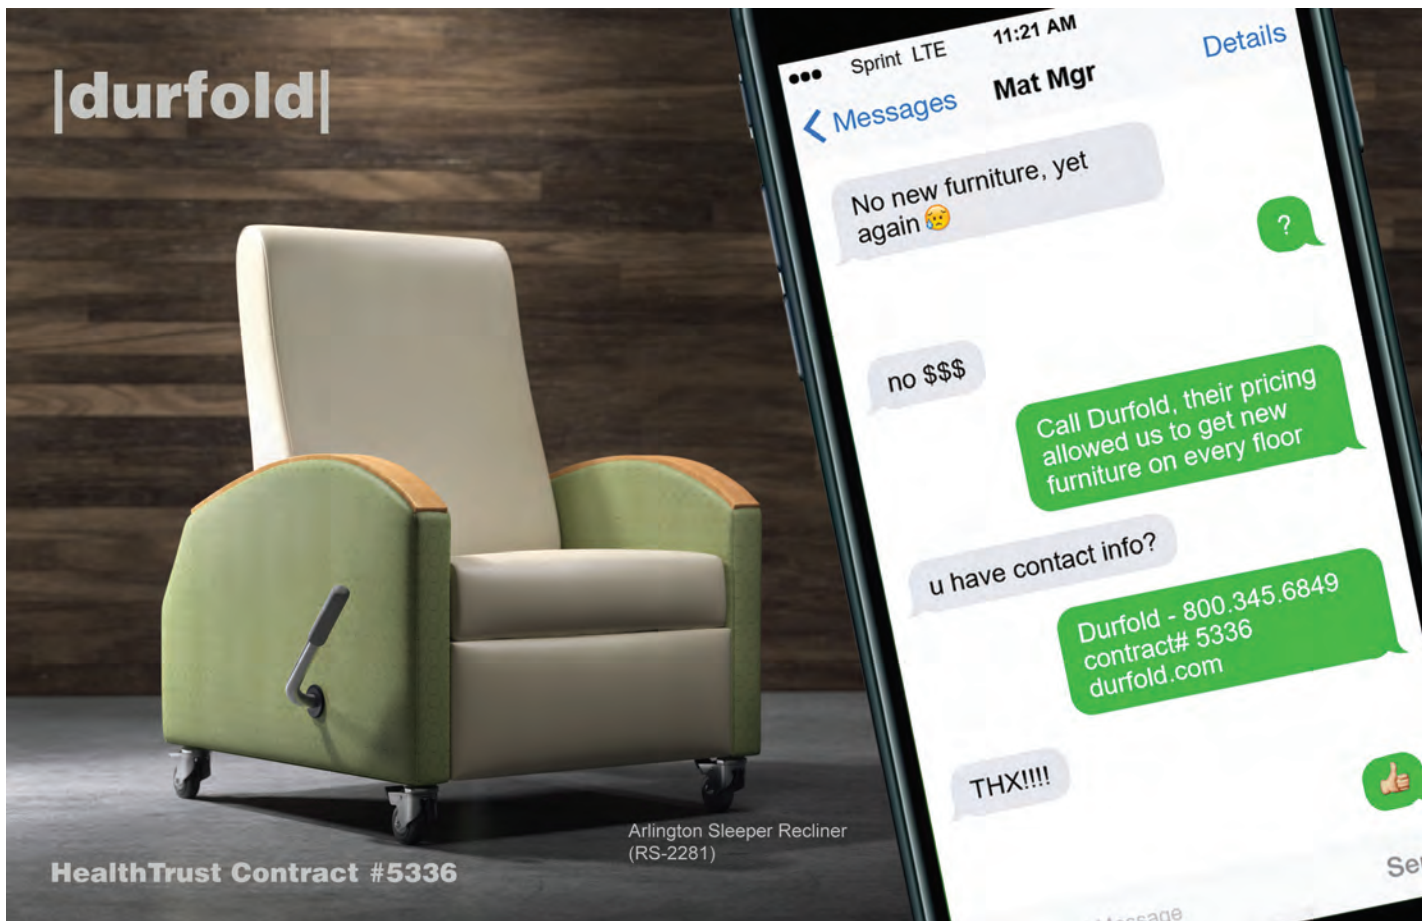 |durfold|
Arlington Sleeper Recliner
(RS-2281)
HealthTrust Contract #5336
Sprint LTE
11:21 AM
Messages
Mat Mgr
Details
No new furniture, yet
again 😥
?
no $$$
Call Durfold, their pricing
allowed us to get new
furniture on every floor
u have contact info?
Durfold - 800.345.6849
contract# 5336
durfold.com
THX!!!!
👍